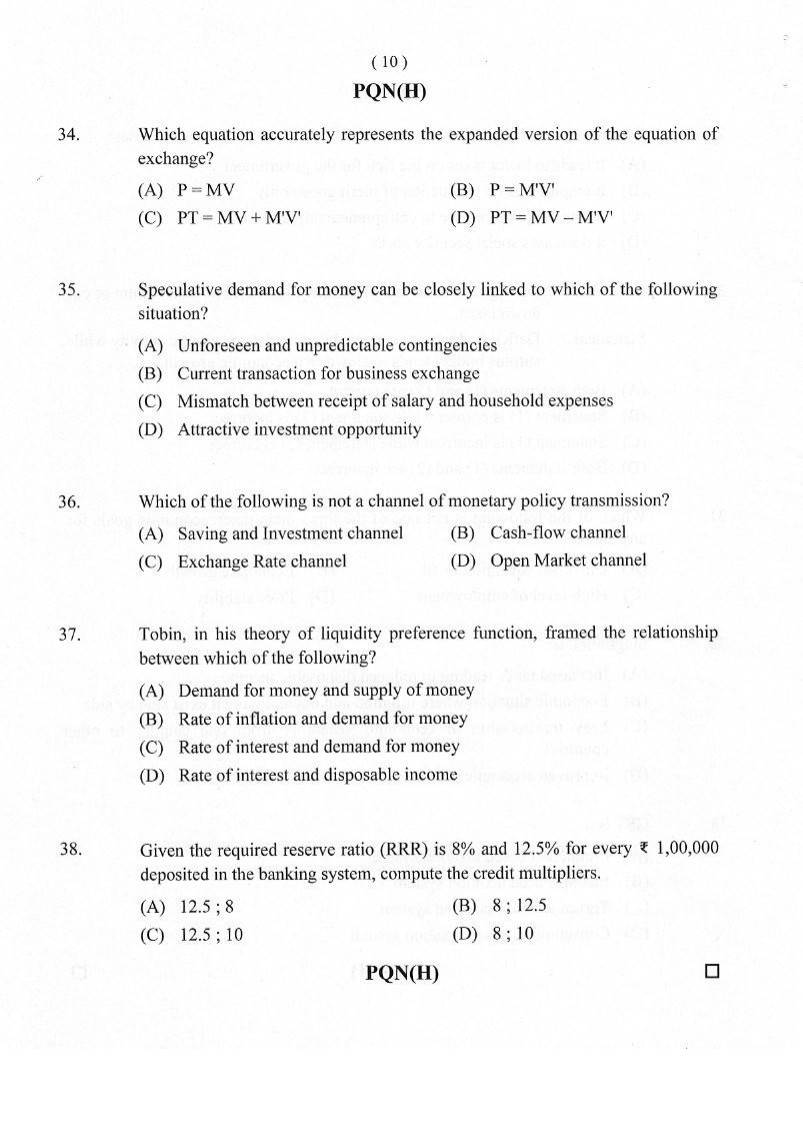 ( 10 )
PQN(H)
34. Which equation accurately represents the expanded version of the equation of
exchange?
(A) P = MV (B) P = M'V'
(C) PT = MV + M'V' (D) PT = MV – M'V'
35. Speculative demand for money can be closely linked to which of the following
situation?
(A) Unforeseen and unpredictable contingencies
(B) Current transaction for business exchange
(C) Mismatch between receipt of salary and household expenses
(D) Attractive investment opportunity
36. Which of the following is not a channel of monetary policy transmission?
(A) Saving and Investment channel (B) Cash-flow channel
(C) Exchange Rate channel (D) Open Market channel
37. Tobin, in his theory of liquidity preference function, framed the relationship
between which of the following?
(A) Demand for money and supply of money
(B) Rate of inflation and demand for money
(C) Rate of interest and demand for money
(D) Rate of interest and disposable income
38. Given the required reserve ratio (RRR) is 8% and 12.5% for every ₹ 1,00,000
deposited in the banking system, compute the credit multipliers.
(A) 12.5 ; 8 (B) 8 ; 12.5
(C) 12.5 ; 10 (D) 8 ; 10
PQN(H)